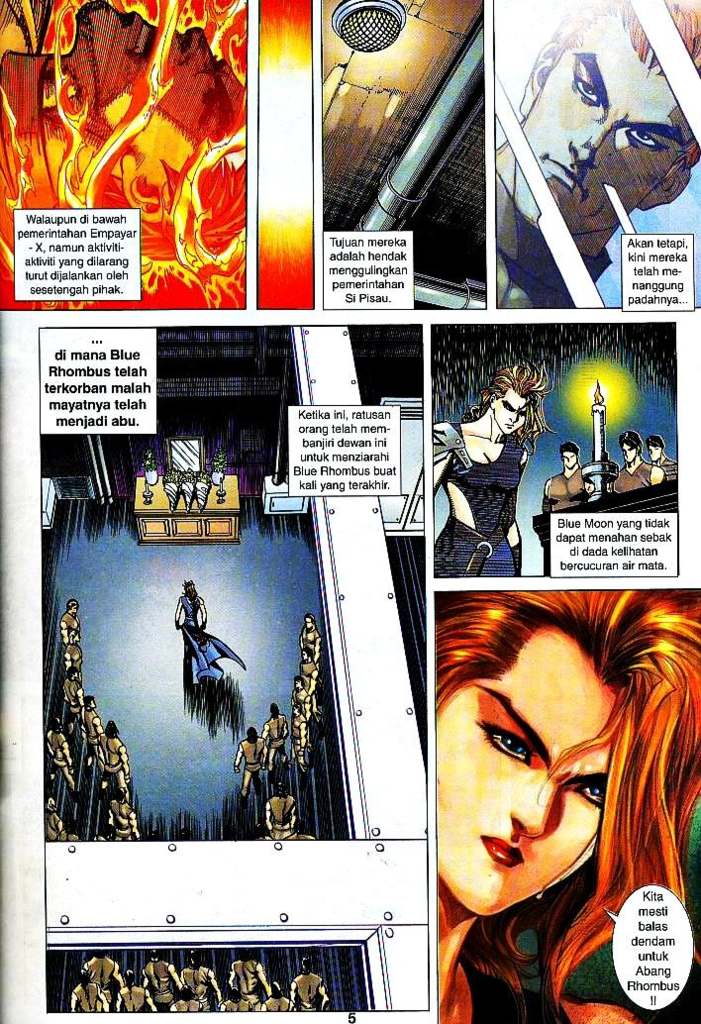 Walaupun di bawah
pemerintahan Empayar
- X, namun aktiviti-
aktiviti yang dilarang
turut dijalankan oleh
sesetengah pihak.
Tujuan mereka
adalah hendak
menggulingkan
pemerintahan
Si Pisau.
Akan tetapi,
kini mereka
telah me-
nanggung
padahnya...
...
di mana Blue
Rhombus telah
terkorban malah
mayatnya telah
menjadi abu.
Ketika ini, ratusan
orang telah mem-
banjiri dewan ini
untuk menziarahi
Blue Rhombus buat
kali yang terakhir.
Blue Moon yang tidak
dapat menahan sebak
di dada kelihatan
bercucuran air mata.
Kita
mesti
balas
dendam
untuk
Abang
Rhombus
!!
5